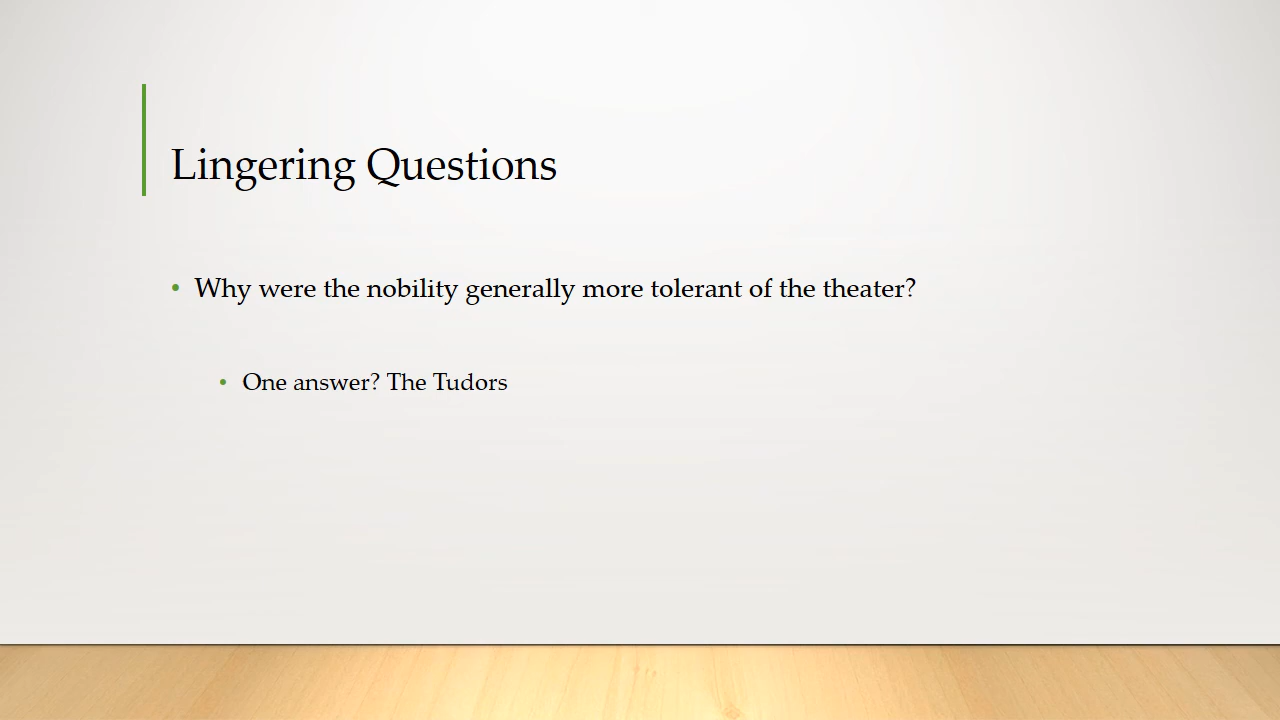 Lingering Questions
• Why were the nobility generally more tolerant of the theater?
• One answer? The Tudors